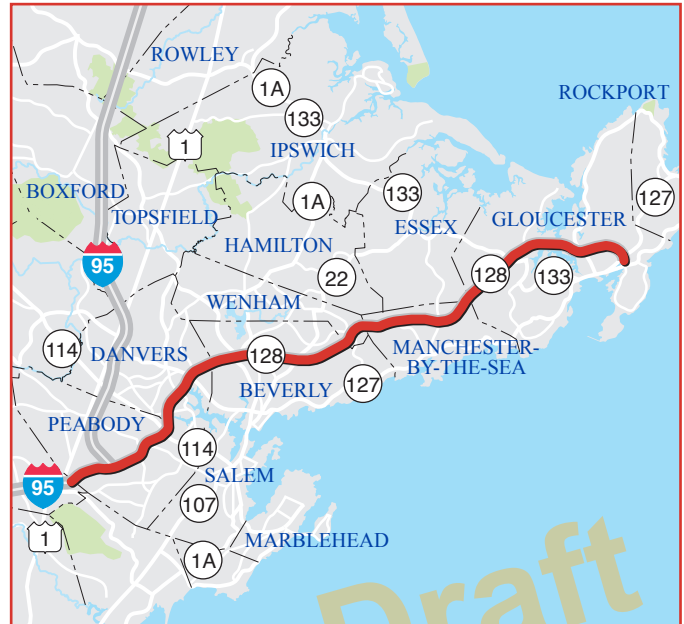 ROWLEY
1A
ROCKPORT
133
1
IPSWICH
BOXFORD
1A
133
127
TOPSFIELD
ESSEX
GLOUCESTER
HAMILTON
95
22
128
133
WENHAM
114
DANVERS
128
MANCHESTER-
BY-THE-SEA
BEVERLY
127
PEABODY
114
SALEM
95
107
1
MARBLEHEAD
1A
Draft